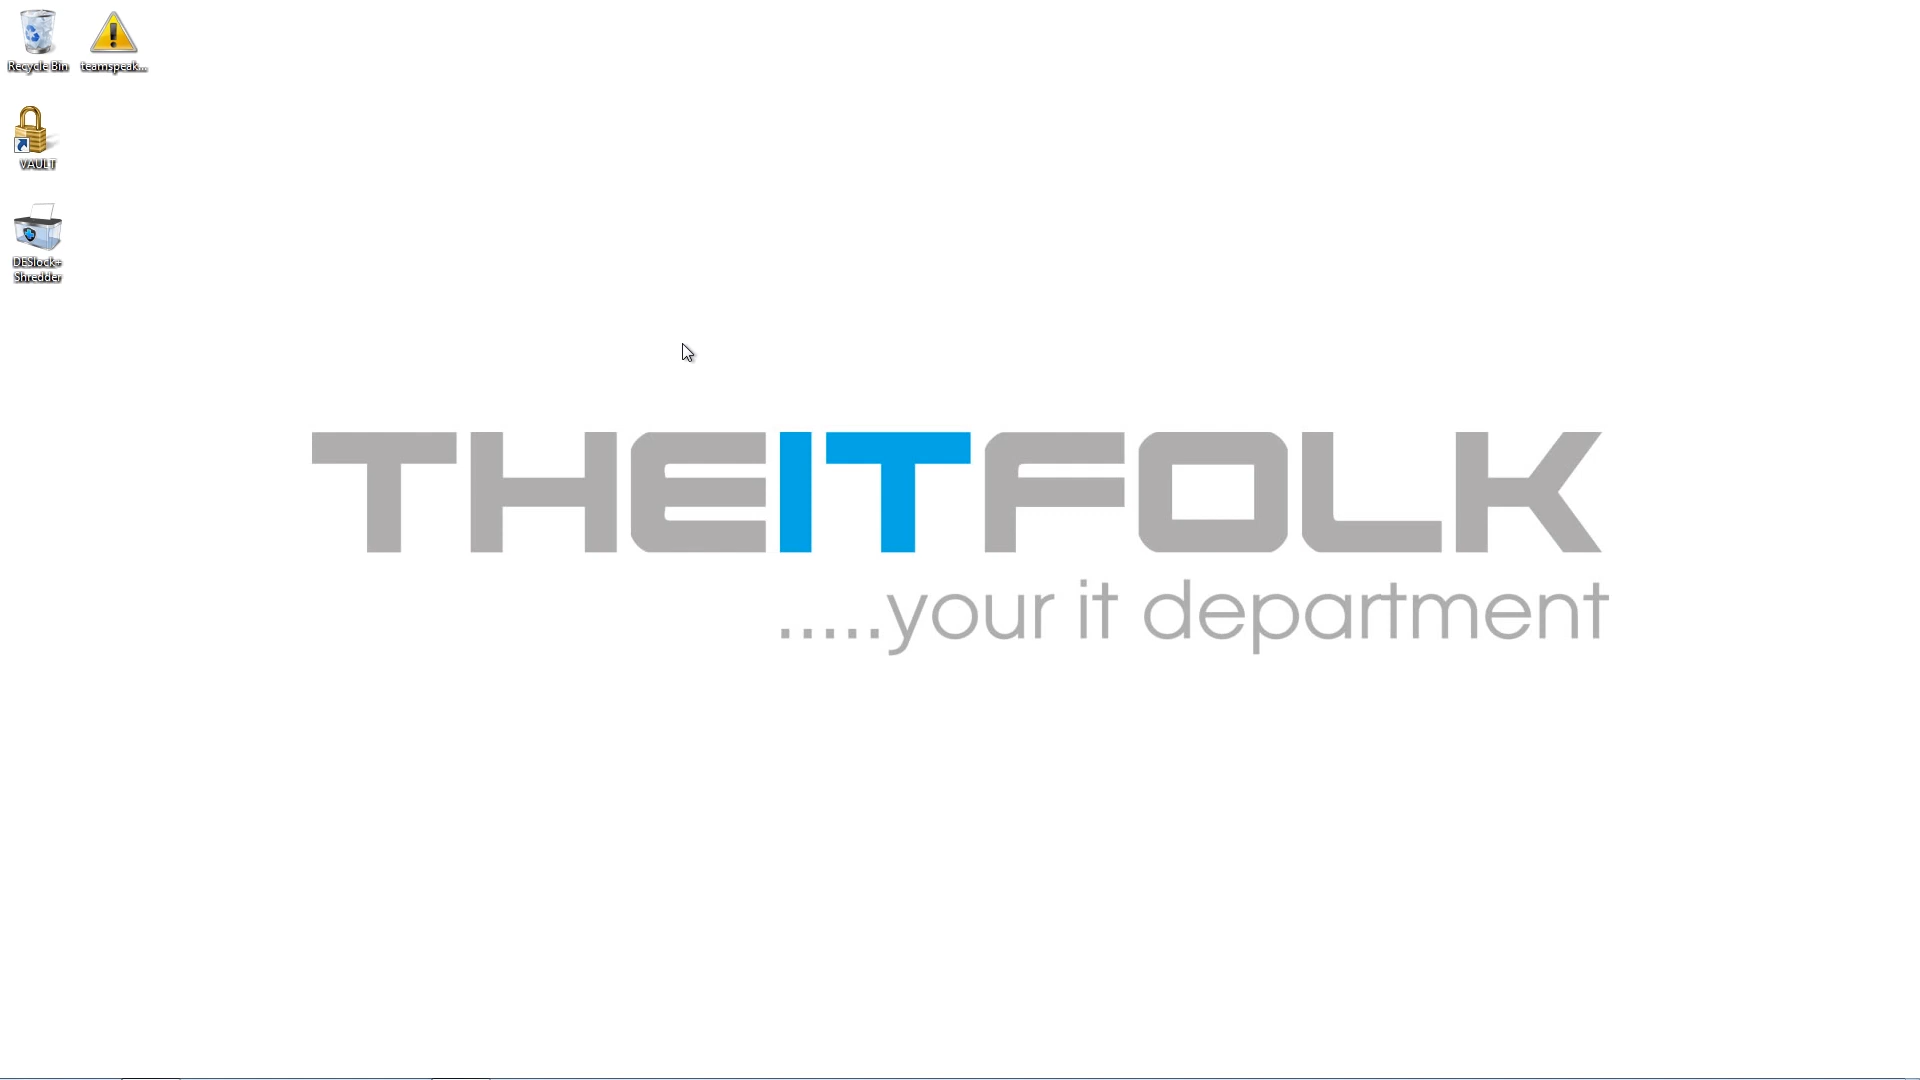 Recycle Bin
teamspeak...
VAULT
DESlock+
Shredder
THEITFOLK
.....your it department